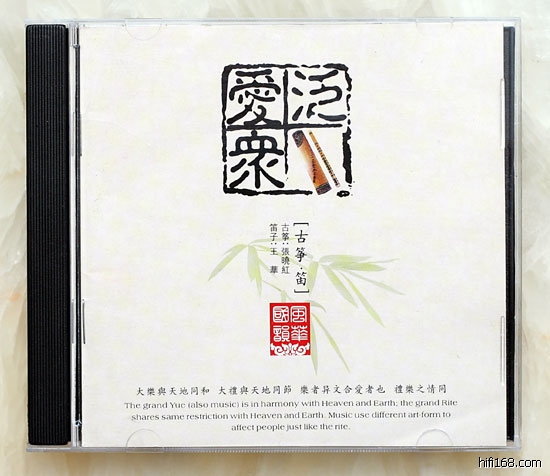 泛
愛眾
[古箏·笛]
古箏：張曉紅
笛子：王 華
風華
國韻
大樂與天地同和 大禮與天地同節 樂者异文合愛者也 禮樂之情同
The grand Yue (also music) is in harmony with Heaven and Earth; the grand Rite
shares same restriction with Heaven and Earth. Music use different art-form to
affect people just like the rite.
hifi168.com